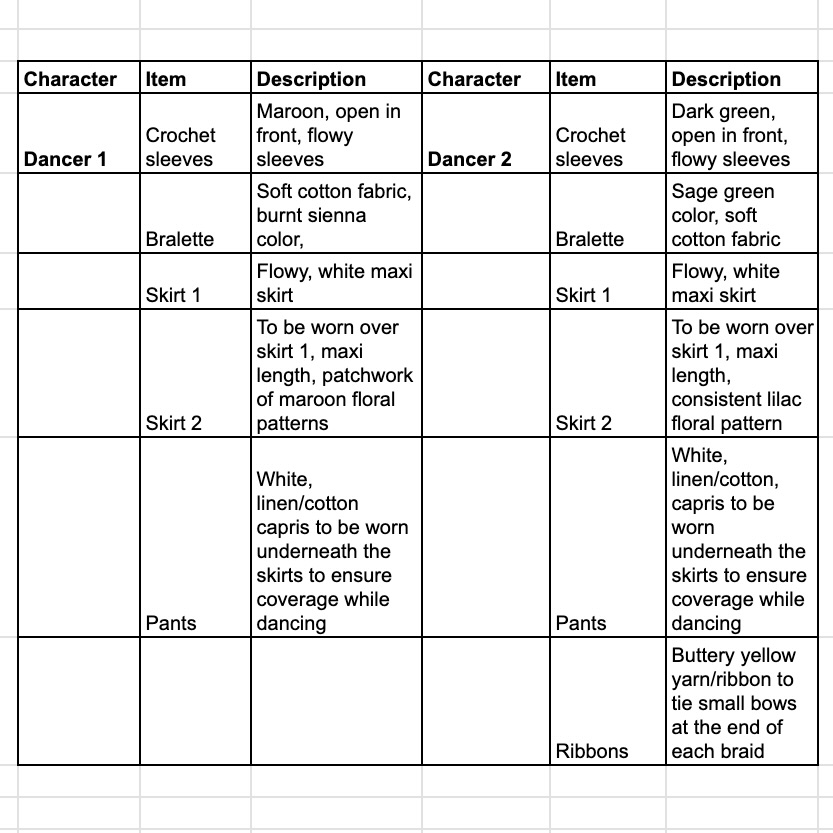 Character Item Description Character Item Description
Dancer 1
Crochet
sleeves
Maroon, open in
front, flowy
sleeves
Dancer 2
Crochet
sleeves
Dark green,
open in front,
flowy sleeves
Bralette
Soft cotton fabric,
burnt sienna
color,
Bralette
Sage green
color, soft
cotton fabric
Skirt 1
Flowy, white maxi
skirt
Skirt 1
Flowy, white
maxi skirt
Skirt 2
To be worn over
skirt 1, maxi
length, patchwork
of maroon floral
patterns
Skirt 2
To be worn over
skirt 1, maxi
length,
consistent lilac
floral pattern
Pants
White,
linen/cotton
capris to be worn
underneath the
skirts to ensure
coverage while
dancing
Pants
White,
linen/cotton,
capris to be
worn
underneath the
skirts to ensure
coverage while
dancing
Ribbons
Buttery yellow
yarn/ribbon to
tie small bows
at the end of
each braid